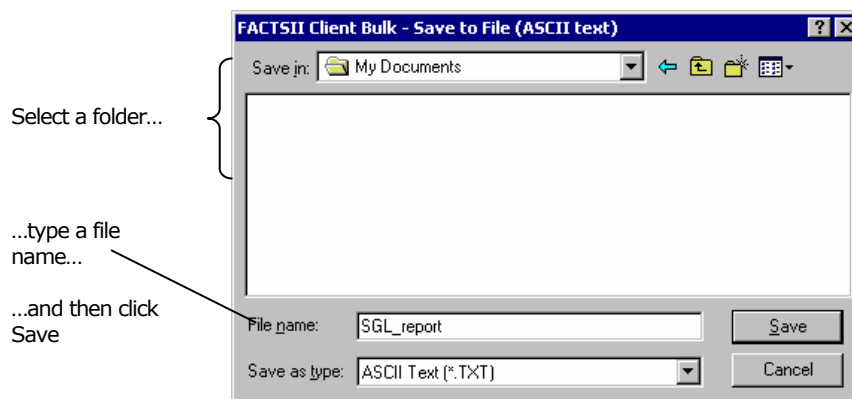 FACTSII Client Bulk - Save to File (ASCII text)
Save in: My Documents
Select a folder...
...type a file
name...
...and then click
Save
File name: SGL_report Save
Save as type: ASCII Text (*.TXT) Cancel